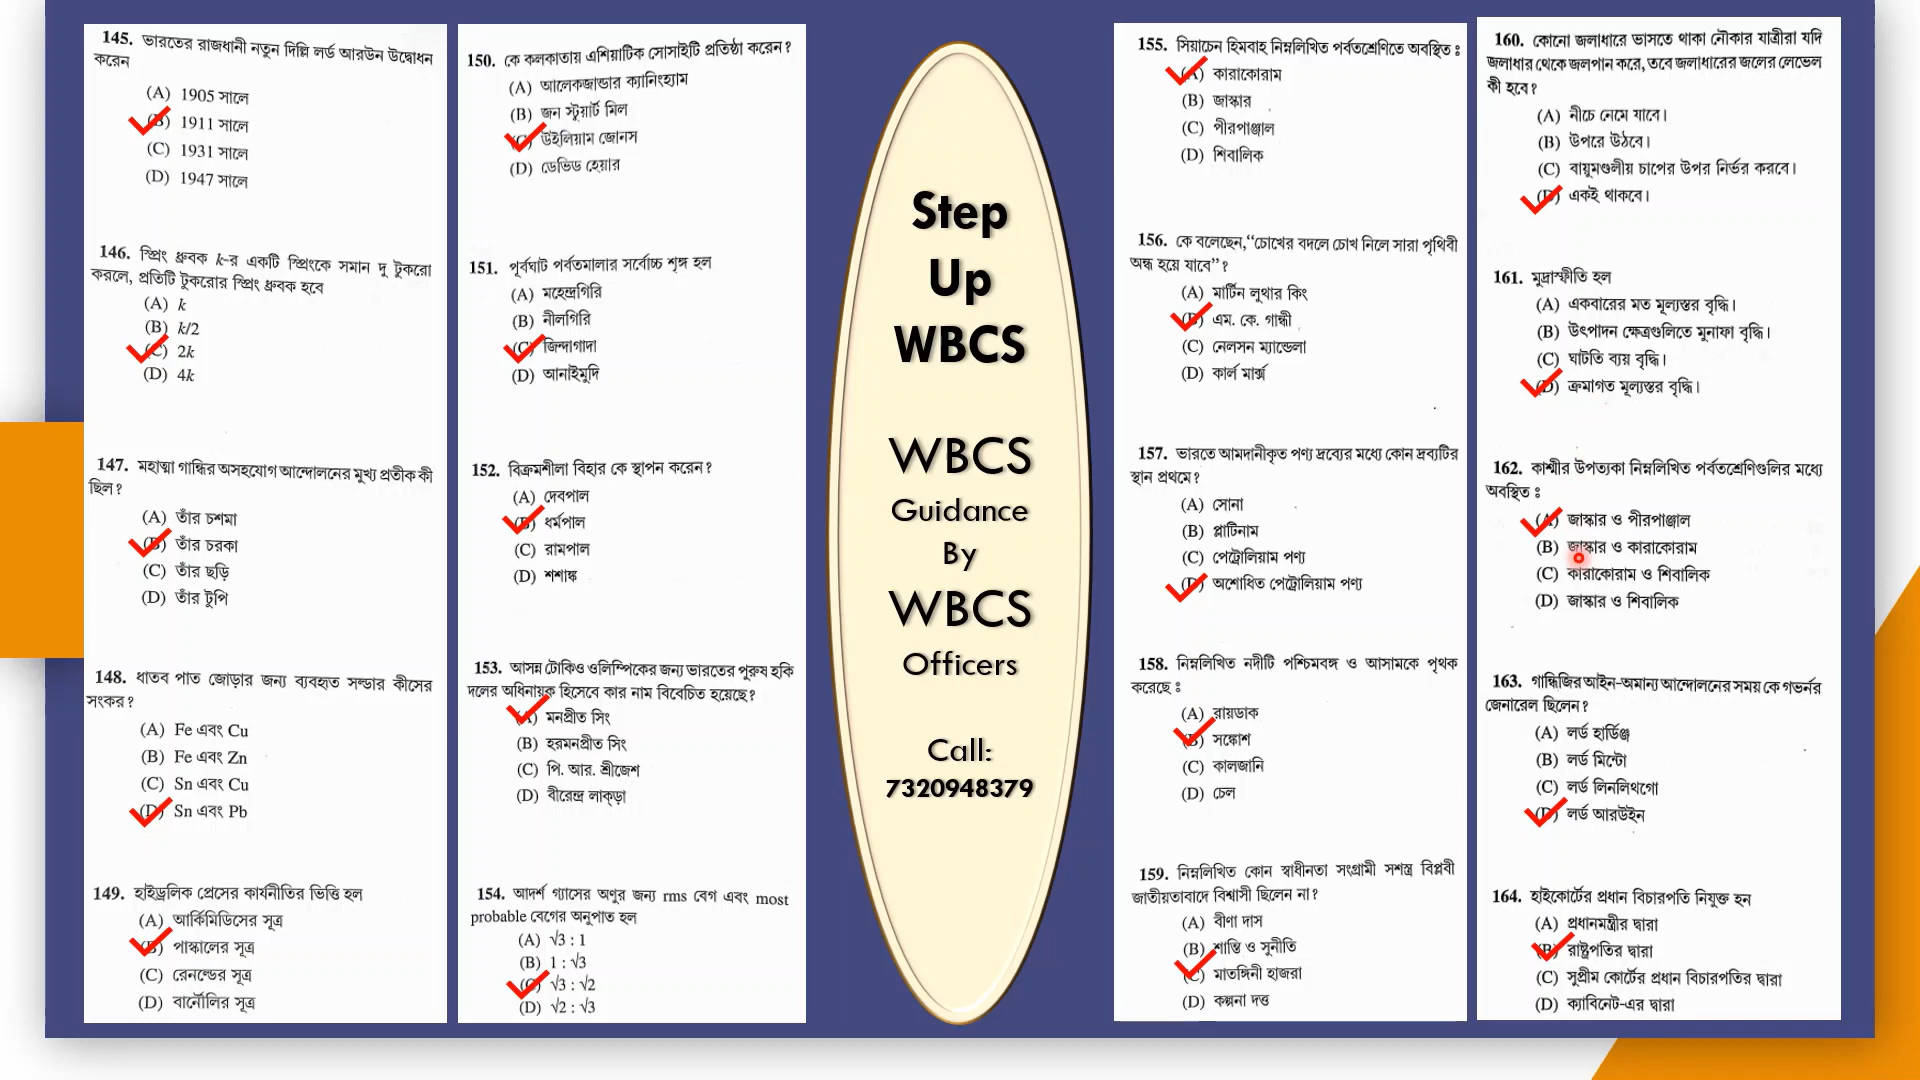 145. ভারতের রাজধানী নতুন দিল্লি লর্ড আরউন উদ্বোধন
করেন
(A) 1905 সালে
(B) 1911 সালে
(C) 1931 সালে
(D) 1947 সালে
146. স্প্রিং ধ্রুবক k-র একটি স্প্রিংকে সমান দু টুকরো
করলে, প্রতিটি টুকরোর স্প্রিং ধ্রুবক হবে
(A) k
(B) k/2
(C) 2k
(D) 4k
147. মহাত্মা গান্ধির অসহযোগ আন্দোলনের মুখ্য প্রতীক কী
ছিল?
(A) তাঁর চশমা
(B) তাঁর চরকা
(C) তাঁর ছড়ি
(D) তাঁর টুপি
148. ধাতব পাত জোড়ার জন্য ব্যবহৃত সল্ডার কীসের
সংকর?
(A) Fe এবং Cu
(B) Fe এবং Zn
(C) Sn এবং Cu
(D) Sn এবং Pb
149. হাইড্রলিক প্রেসের কার্যনীতির ভিত্তি হল
(A) আর্কিমিডিসের সূত্র
(B) পাস্কালের সূত্র
(C) রেনল্ডের সূত্র
(D) বার্নৌলির সূত্র
150. কে কলকাতায় এশিয়াটিক সোসাইটি প্রতিষ্ঠা করেন?
(A) আলেকজান্ডার ক্যানিংহ্যাম
(B) জন স্টুয়ার্ট মিল
(C) উইলিয়াম জোনস
(D) ডেভিড হেয়ার
151. পূর্বঘাট পর্বতমালার সর্বোচ্চ শৃঙ্গ হল
(A) মহেন্দ্রগিরি
(B) নীলগিরি
(C) জিন্দাগাদা
(D) আনাইমুদি
152. বিক্রমশীলা বিহার কে স্থাপন করেন?
(A) দেবপাল
(B) ধর্মপাল
(C) রামপাল
(D) শশাঙ্ক
153. আসন্ন টোকিও ওলিম্পিকের জন্য ভারতের পুরুষ হকি
দলের অধিনায়ক হিসেবে কার নাম বিবেচিত হয়েছে?
(A) মনপ্রীত সিং
(B) হরমনপ্রীত সিং
(C) পি. আর. শ্রীজেশ
(D) বীরেন্দ্র লাক্‌ড়া
154. আদর্শ গ্যাসের অণুর জন্য rms বেগ এবং most
probable বেগের অনুপাত হল
(A) √3 : 1
(B) 1 : √3
(C) √3 : √2
(D) √2 : √3
Step
Up
WBCS
WBCS
Guidance
By
WBCS
Officers
Call:
7320948379
155. সিয়াচেন হিমবাহ নিম্নলিখিত পর্বতশ্রেণিতে অবস্থিত ঃ
(A) কারাকোরাম
(B) জাস্কার
(C) পীরপাঞ্জাল
(D) শিবালিক
156. কে বলেছেন, “চোখের বদলে চোখ নিলে সারা পৃথিবী
অন্ধ হয়ে যাবে”?
(A) মার্টিন লুথার কিং
(B) এম. কে. গান্ধী
(C) নেলসন ম্যান্ডেলা
(D) কার্ল মার্ক্স
157. ভারতে আমদানীকৃত পণ্য দ্রব্যের মধ্যে কোন দ্রব্যটির
স্থান প্রথমে?
(A) সোনা
(B) প্লাটিনাম
(C) পেট্রোলিয়াম পণ্য
(D) অশোধিত পেট্রোলিয়াম পণ্য
158. নিম্নলিখিত নদীটি পশ্চিমবঙ্গ ও আসামকে পৃথক
করেছে ঃ
(A) রায়ডাক
(B) সঙ্কোশ
(C) কালজানি
(D) চেল
159. নিম্নলিখিত কোন স্বাধীনতা সংগ্রামী সশস্ত্র বিপ্লবী
জাতীয়তাবাদে বিশ্বাসী ছিলেন না?
(A) বীণা দাস
(B) শান্তি ও সুনীতি
(C) মাতঙ্গিনী হাজরা
(D) কল্পনা দত্ত
160. কোনো জলাধারে ভাসতে থাকা নৌকার যাত্রীরা যদি
জলাধার থেকে জলপান করে, তবে জলাধারের জলের লেভেল
কী হবে?
(A) নীচে নেমে যাবে।
(B) উপরে উঠবে।
(C) বায়ুমণ্ডলীয় চাপের উপর নির্ভর করবে।
(D) একই থাকবে।
161. মুদ্রাস্ফীতি হল
(A) একবারের মত মূল্যস্তর বৃদ্ধি।
(B) উৎপাদন ক্ষেত্রগুলিতে মুনাফা বৃদ্ধি।
(C) ঘাটতি ব্যয় বৃদ্ধি।
(D) ক্রমাগত মূল্যস্তর বৃদ্ধি।
162. কাশ্মীর উপত্যকা নিম্নলিখিত পর্বতশ্রেণিগুলির মধ্যে
অবস্থিত ঃ
(A) জাস্কার ও পীরপাঞ্জাল
(B) জাস্কার ও কারাকোরাম
(C) কারাকোরাম ও শিবালিক
(D) জাস্কার ও শিবালিক
163. গান্ধিজির আইন-অমান্য আন্দোলনের সময় কে গভর্নর
জেনারেল ছিলেন?
(A) লর্ড হার্ডিঞ্জ
(B) লর্ড মিন্টো
(C) লর্ড লিনলিথগো
(D) লর্ড আরউইন
164. হাইকোর্টের প্রধান বিচারপতি নিযুক্ত হন
(A) প্রধানমন্ত্রীর দ্বারা
(B) রাষ্ট্রপতির দ্বারা
(C) সুপ্রীম কোর্টের প্রধান বিচারপতির দ্বারা
(D) ক্যাবিনেট-এর দ্বারা